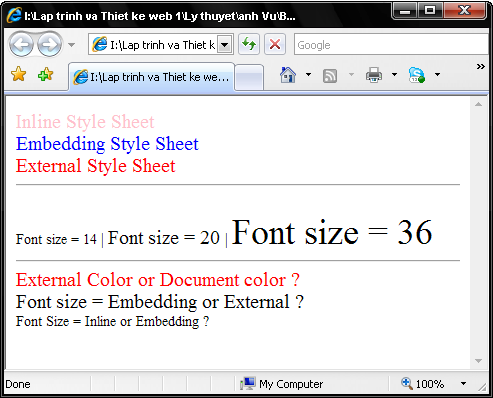 I:\Lap trinh va Thiet ke web 1\Ly thuyet\anh Vu\B...
I:\Lap trinh va Thiet k
Google
I:\Lap trinh va Thiet ke we...
Inline Style Sheet
Embedding Style Sheet
External Style Sheet
Font size = 14 | Font size = 20 | Font size = 36
External Color or Document color ?
Font size = Embedding or External ?
Font Size = Inline or Embedding ?
Done My Computer 100%